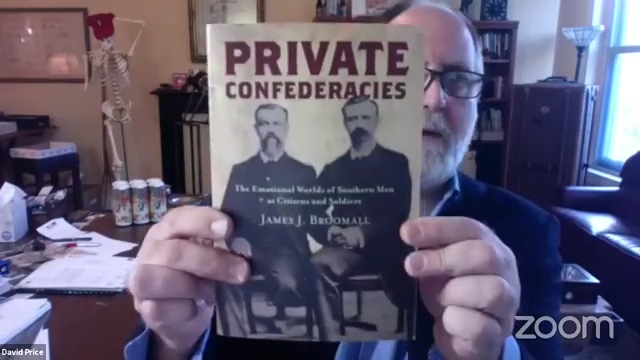 PRIVATE
CONFEDERACIES
The Emotional Worlds of Southern Men
as Citizens and Soldiers
JAMES J. BROOMALL
zoom
David Price